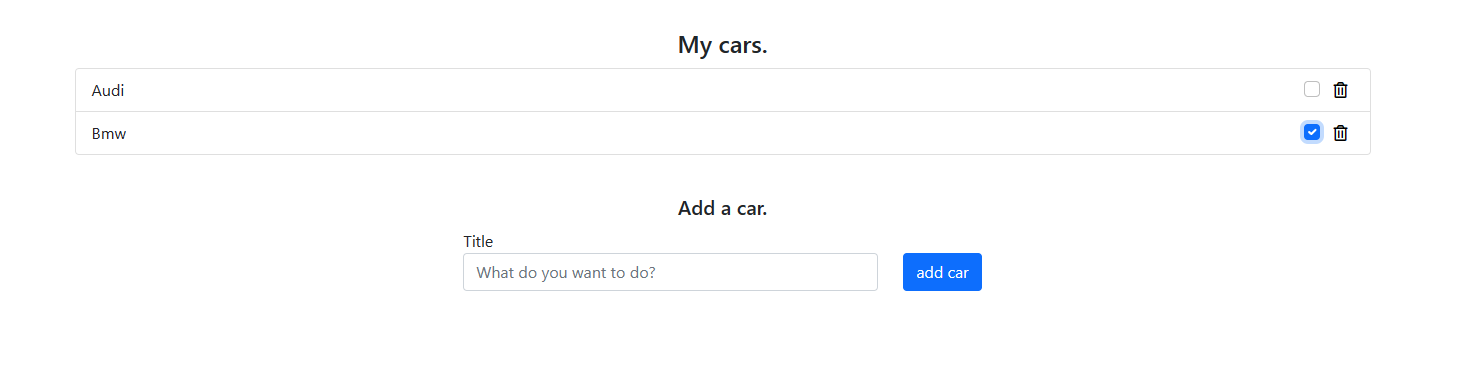 My cars.
Audi
Bmw
Add a car.
Title
What do you want to do?
add car